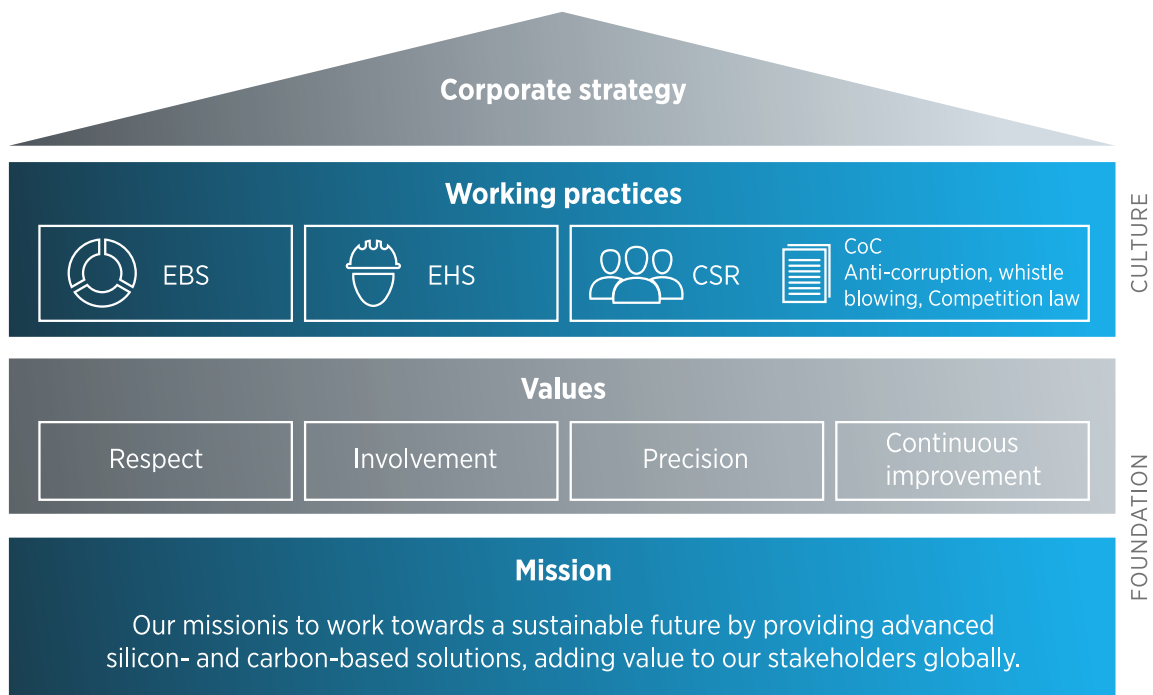 Corporate strategy
Working practices
EBS
EHS
CSR
CoC
Anti-corruption, whistle
blowing, Competition law
CULTURE
Values
Respect
Involvement
Precision
Continuous
improvement
FOUNDATION
Mission
Our missionis to work towards a sustainable future by providing advanced
silicon- and carbon-based solutions, adding value to our stakeholders globally.